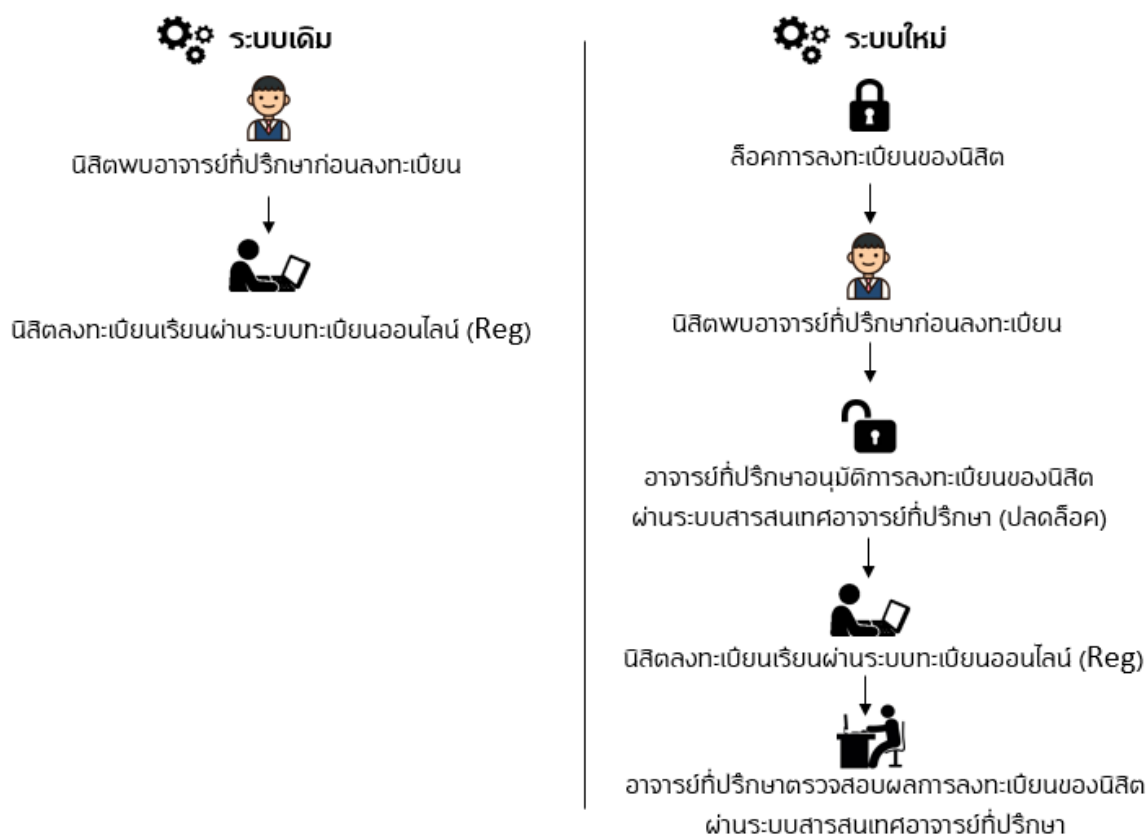 ระบบเดิม
นิสิตพบอาจารย์ที่ปรึกษาก่อนลงทะเบียน
นิสิตลงทะเบียนเรียนผ่านระบบทะเบียนออนไลน์ (Reg)
ระบบใหม่
ล็อคการลงทะเบียนของนิสิต
นิสิตพบอาจารย์ที่ปรึกษาก่อนลงทะเบียน
อาจารย์ที่ปรึกษาอนุมัติการลงทะเบียนของนิสิต
ผ่านระบบสารสนเทศอาจารย์ที่ปรึกษา (ปลดล็อค)
นิสิตลงทะเบียนเรียนผ่านระบบทะเบียนออนไลน์ (Reg)
อาจารย์ที่ปรึกษาตรวจสอบผลการลงทะเบียนของนิสิต
ผ่านระบบสารสนเทศอาจารย์ที่ปรึกษา